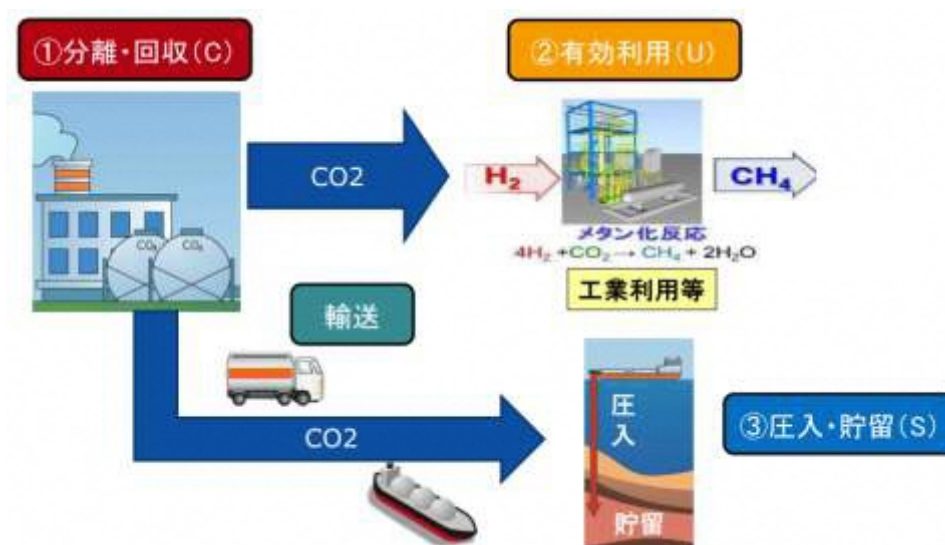 ①分離・回収(C)
②有効利用(U)
CO2
H₂
CH₄
メタン化反応
4H₂ +CO₂→ CH₄ + 2H₂O
工業利用等
輸送
CO2
圧入
貯留
③圧入・貯留(S)